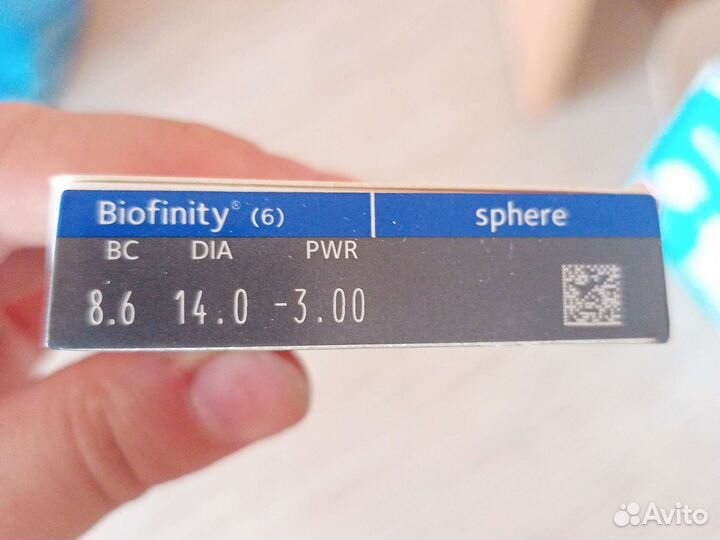 Biofinity® (6) sphere
BC DIA PWR
8.6 14.0 -3.00
Avito